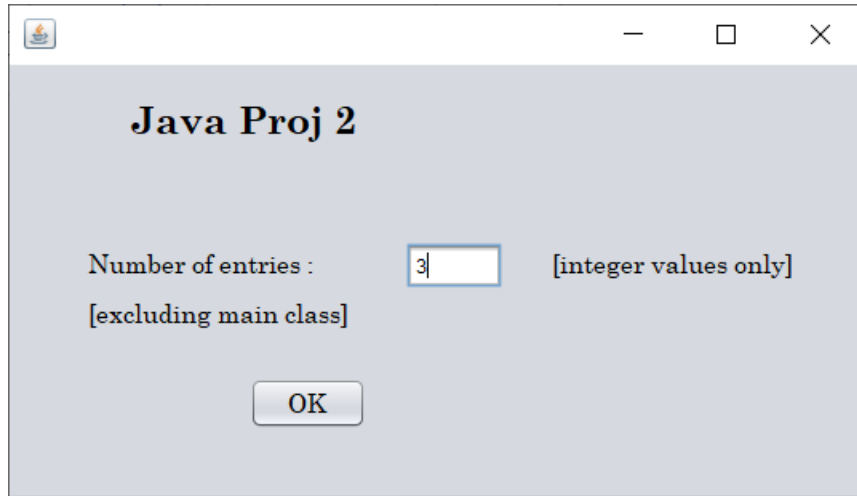 Java Proj 2
Number of entries : 3 [integer values only]
[excluding main class]
OK